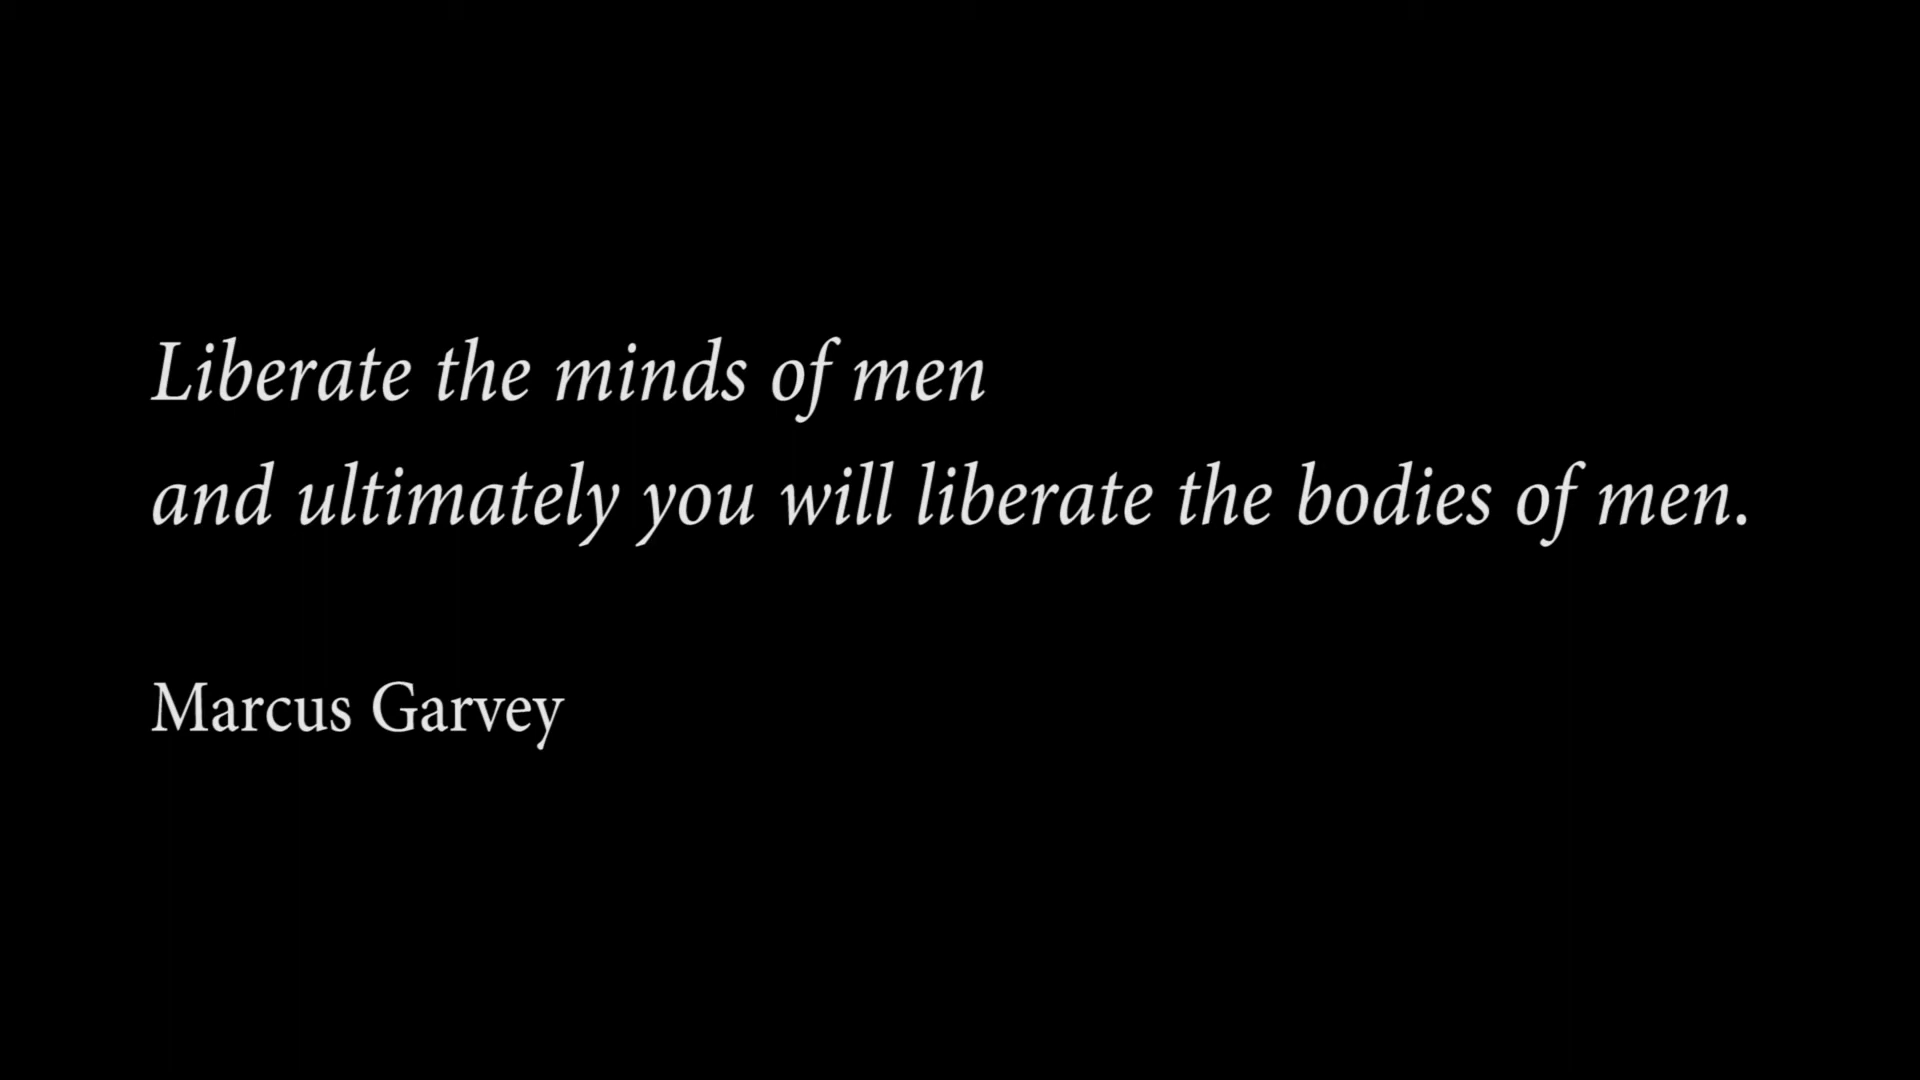 Liberate the minds of men
and ultimately you will liberate the bodies of men.
Marcus Garvey